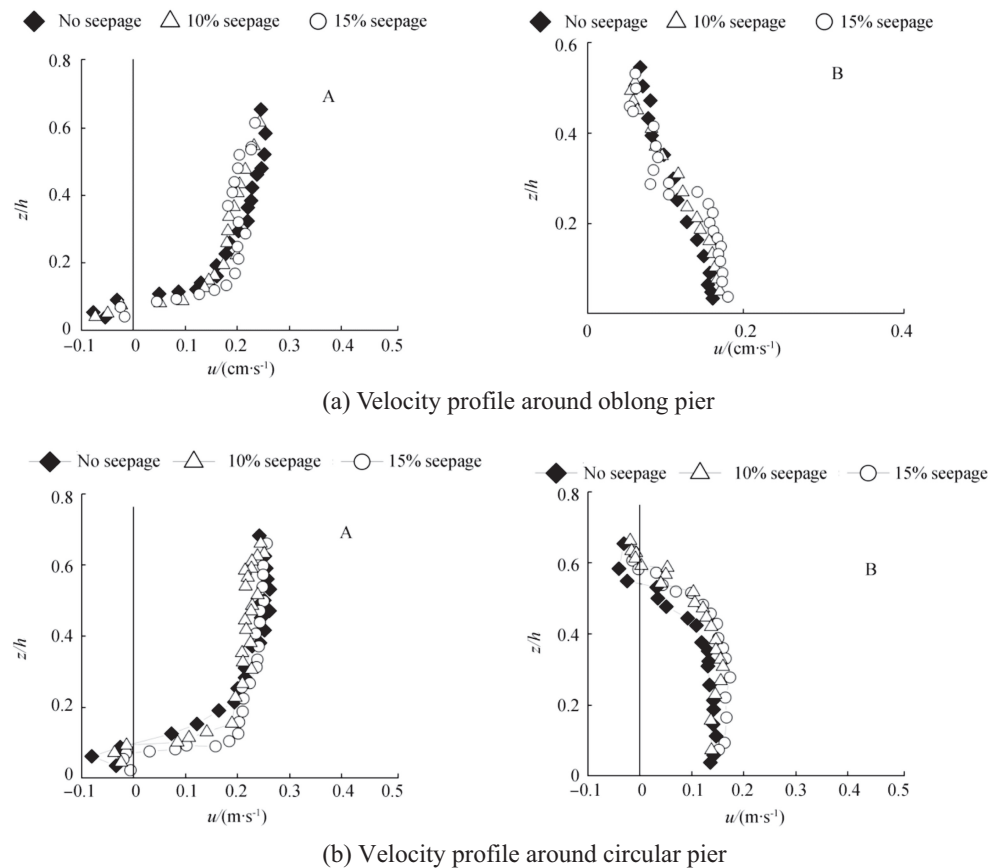 No seepage 10% seepage 15% seepage
No seepage 10% seepage 15% seepage
0.8
0.6
0.4
0.2
0
z/h
A
−0.1 0 0.1 0.2 0.3 0.4 0.5
u/(cm·s⁻¹)
0.6
0.4
0.2
z/h
B
0 0.2 0.4
u/(cm·s⁻¹)
(a) Velocity profile around oblong pier
No seepage 10% seepage 15% seepage
No seepage 10% seepage 15% seepage
0.8
0.6
0.4
0.2
0
z/h
A
−0.1 0 0.1 0.2 0.3 0.4 0.5
u/(m·s⁻¹)
0.8
0.6
0.4
0.2
0
z/h
B
−0.1 0 0.1 0.2 0.3 0.4 0.5
u/(m·s⁻¹)
(b) Velocity profile around circular pier